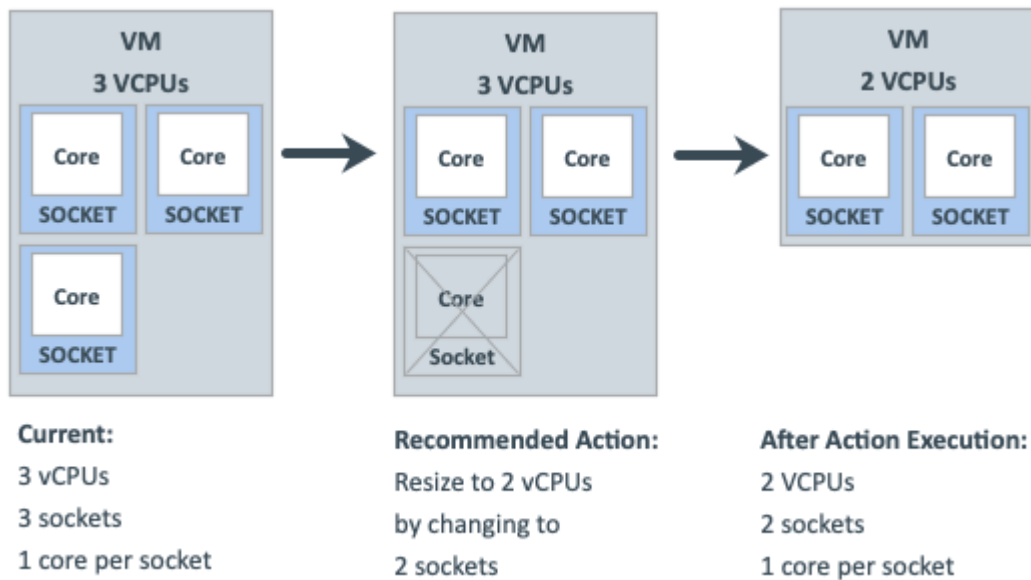 VM
3 VCPUs
Core
SOCKET
Core
SOCKET
Core
SOCKET
VM
3 VCPUs
Core
SOCKET
Core
SOCKET
Core
Socket
VM
2 VCPUs
Core
SOCKET
Core
SOCKET
Current:
3 vCPUs
3 sockets
1 core per socket
Recommended Action:
Resize to 2 vCPUs
by changing to
2 sockets
After Action Execution:
2 VCPUs
2 sockets
1 core per socket